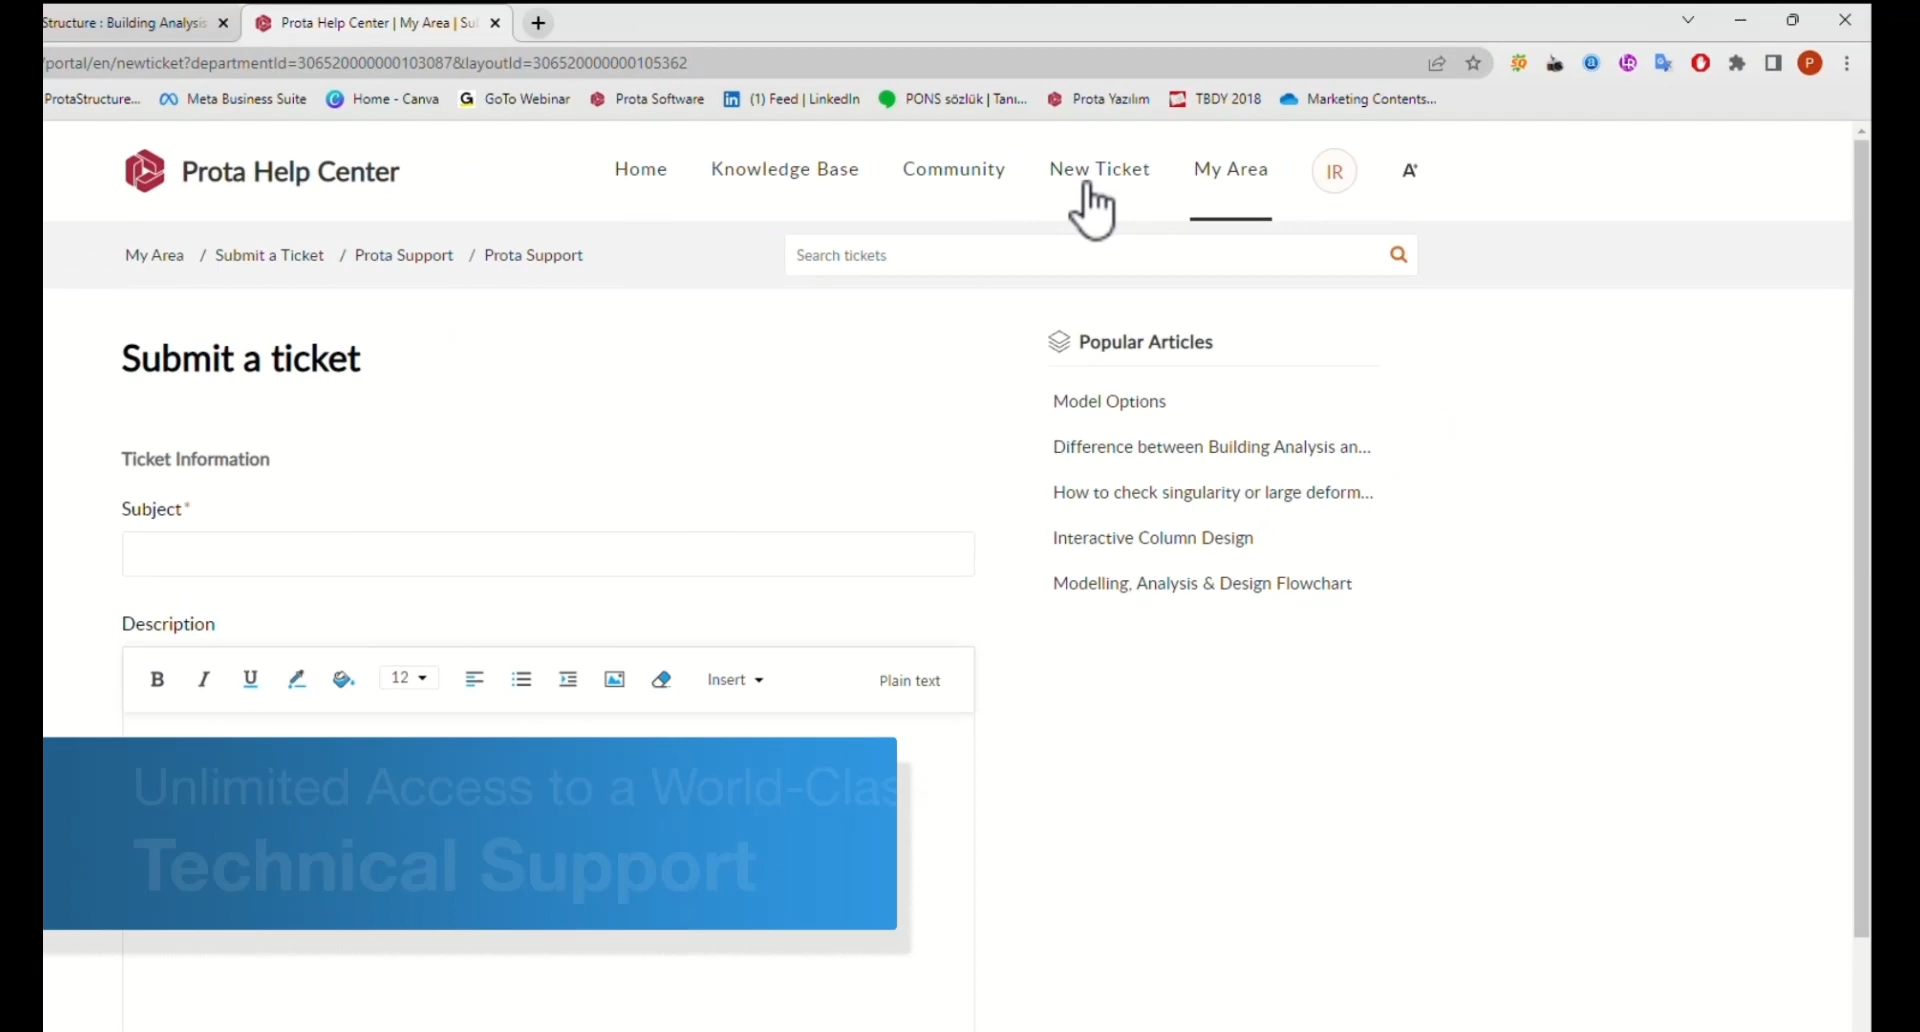 Structure : Building Analysis
Prota Help Center | My Area | Su
/portal/en/newticket?departmentId=306520000000103087&layoutId=306520000000105362
P
ProtaStructure... Meta Business Suite Home - Canva GoTo Webinar Prota Software (1) Feed | LinkedIn PONS sözlük | Tanı... Prota Yazılım TBDY 2018 Marketing Contents...
Prota Help Center
Home Knowledge Base Community New Ticket My Area IR A+
My Area / Submit a Ticket / Prota Support / Prota Support
Search tickets
Submit a ticket
Popular Articles
Model Options
Difference between Building Analysis an...
How to check singularity or large deform...
Interactive Column Design
Modelling, Analysis & Design Flowchart
Ticket Information
Subject*
Description
B I U 12 Insert Plain text
Unlimited Access to a World-Clas
Technical Support